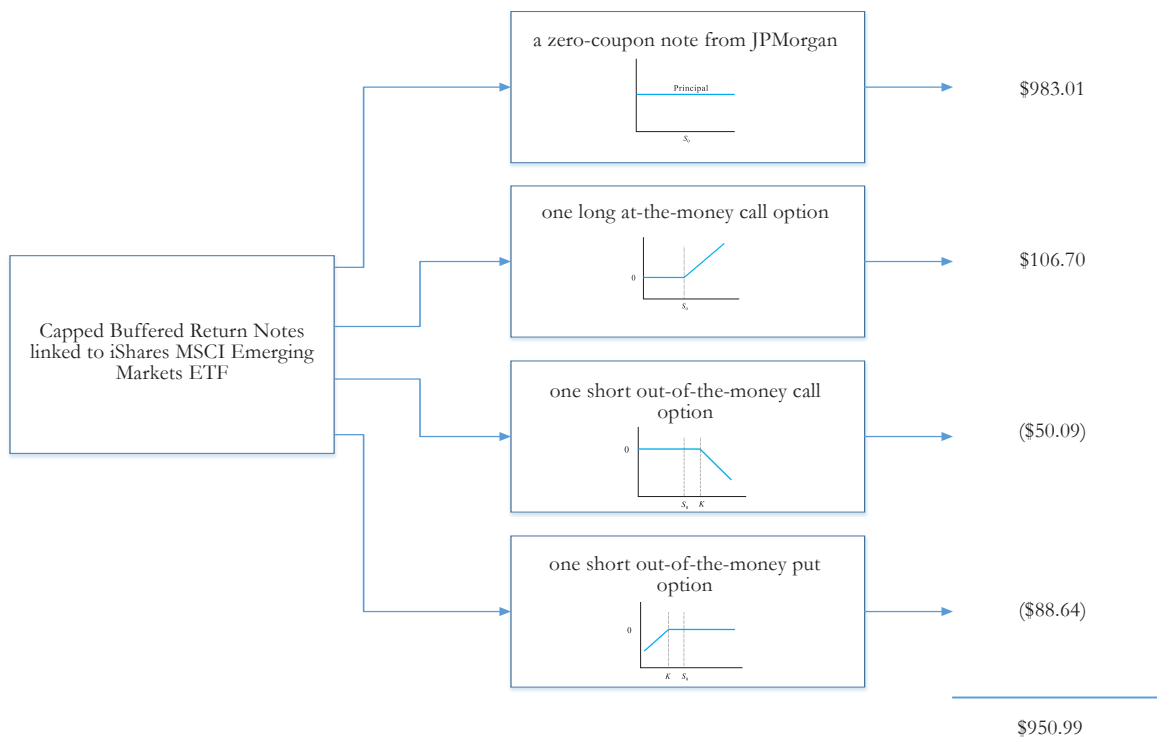 a zero-coupon note from JPMorgan
Principal
S₀
$983.01
one long at-the-money call option
0
S₀
$106.70
Capped Buffered Return Notes
linked to iShares MSCI Emerging
Markets ETF
one short out-of-the-money call
option
0
S₀ K
($50.09)
one short out-of-the-money put
option
0
K S₀
($88.64)
$950.99